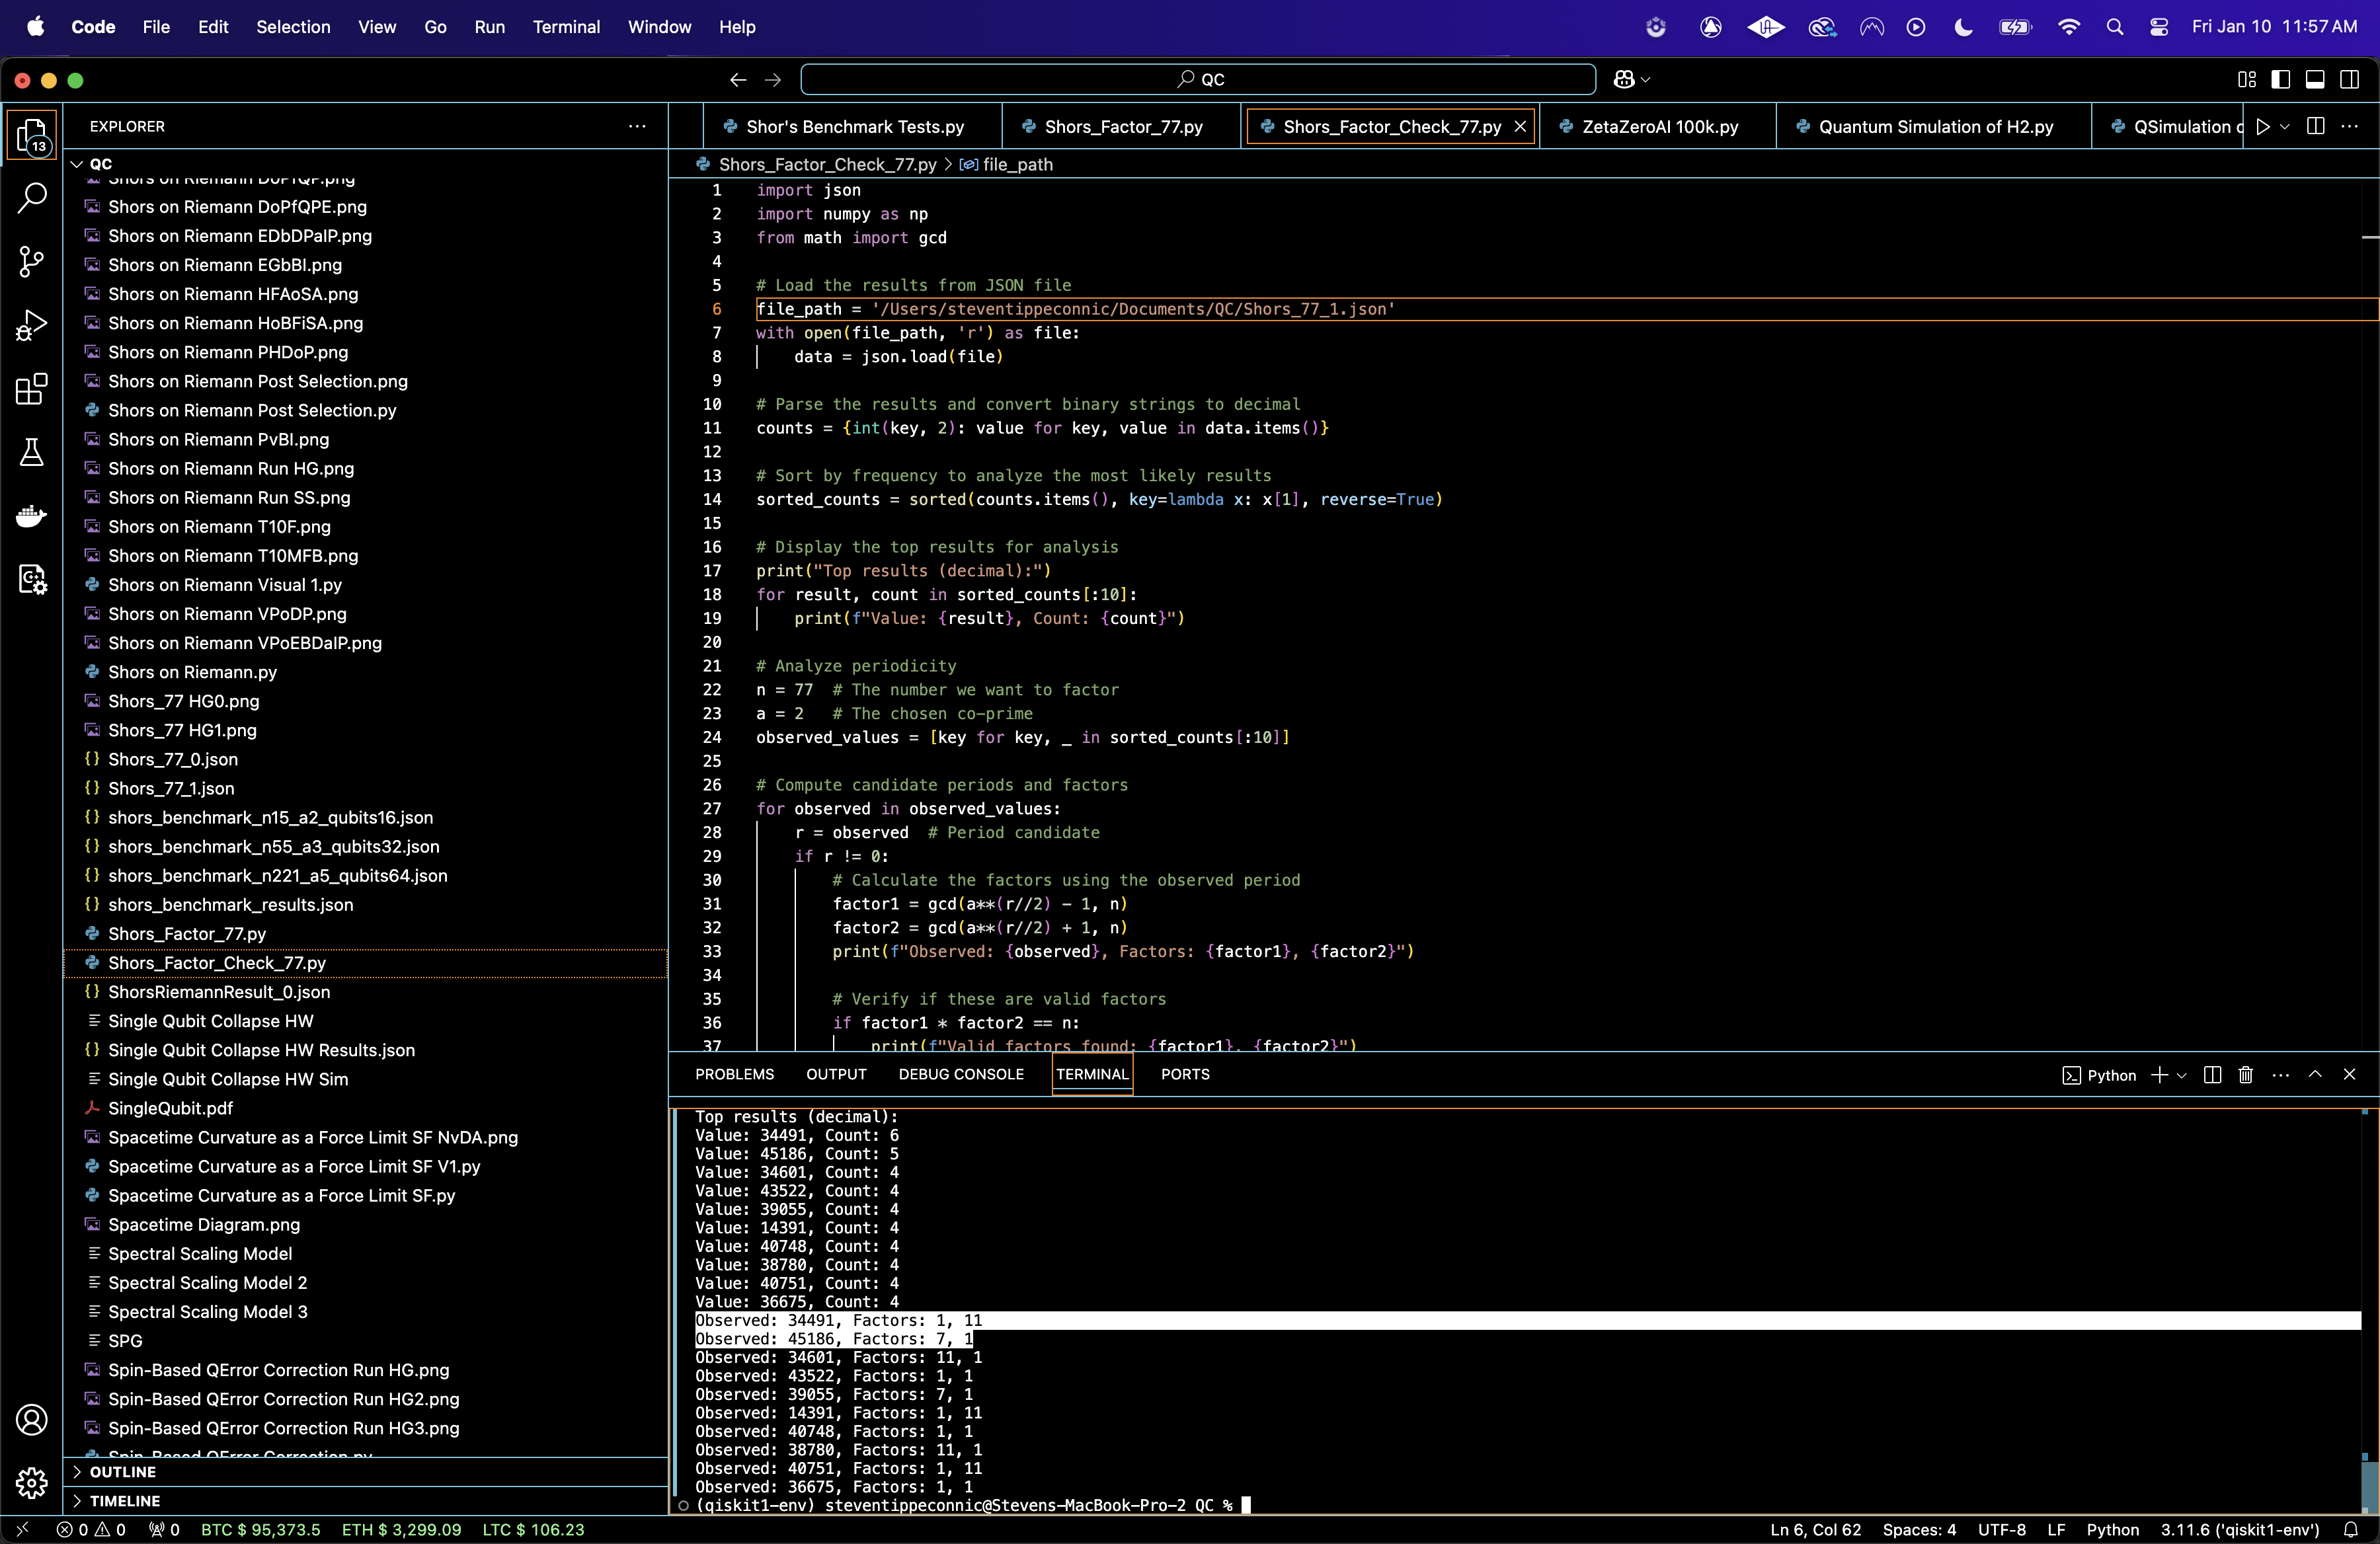 Code File Edit Selection View Go Run Terminal Window Help
Fri Jan 10 11:57 AM
QC
13
EXPLORER
QC
Shors on Riemann DoPfQP.png
Shors on Riemann DoPfQPE.png
Shors on Riemann EDbDPaIP.png
Shors on Riemann EGbBI.png
Shors on Riemann HFAoSA.png
Shors on Riemann HoBFiSA.png
Shors on Riemann PHDoP.png
Shors on Riemann Post Selection.png
Shors on Riemann Post Selection.py
Shors on Riemann PvBI.png
Shors on Riemann Run HG.png
Shors on Riemann Run SS.png
Shors on Riemann T10F.png
Shors on Riemann T10MFB.png
Shors on Riemann Visual 1.py
Shors on Riemann VPoDP.png
Shors on Riemann VPoEBDaIP.png
Shors on Riemann.py
Shors_77 HG0.png
Shors_77 HG1.png
{} Shors_77_0.json
{} Shors_77_1.json
{} shors_benchmark_n15_a2_qubits16.json
{} shors_benchmark_n55_a3_qubits32.json
{} shors_benchmark_n221_a5_qubits64.json
{} shors_benchmark_results.json
Shors_Factor_77.py
Shors_Factor_Check_77.py
{} ShorsRiemannResult_0.json
Single Qubit Collapse HW
{} Single Qubit Collapse HW Results.json
Single Qubit Collapse HW Sim
SingleQubit.pdf
Spacetime Curvature as a Force Limit SF NvDA.png
Spacetime Curvature as a Force Limit SF V1.py
Spacetime Curvature as a Force Limit SF.py
Spacetime Diagram.png
Spectral Scaling Model
Spectral Scaling Model 2
Spectral Scaling Model 3
SPG
Spin-Based QError Correction Run HG.png
Spin-Based QError Correction Run HG2.png
Spin-Based QError Correction Run HG3.png
Spin-Based QError Correction.py
OUTLINE
TIMELINE
Shor's Benchmark Tests.py Shors_Factor_77.py Shors_Factor_Check_77.py ZetaZeroAI 100k.py Quantum Simulation of H2.py QSimulation
Shors_Factor_Check_77.py > file_path
1 import json
2 import numpy as np
3 from math import gcd
4
5 # Load the results from JSON file
6 file_path = '/Users/steventippeconnic/Documents/QC/Shors_77_1.json'
7 with open(file_path, 'r') as file:
8 data = json.load(file)
9
10 # Parse the results and convert binary strings to decimal
11 counts = {int(key, 2): value for key, value in data.items()}
12
13 # Sort by frequency to analyze the most likely results
14 sorted_counts = sorted(counts.items(), key=lambda x: x[1], reverse=True)
15
16 # Display the top results for analysis
17 print("Top results (decimal):")
18 for result, count in sorted_counts[:10]:
19 print(f"Value: {result}, Count: {count}")
20
21 # Analyze periodicity
22 n = 77 # The number we want to factor
23 a = 2 # The chosen co-prime
24 observed_values = [key for key, _ in sorted_counts[:10]]
25
26 # Compute candidate periods and factors
27 for observed in observed_values:
28 r = observed # Period candidate
29 if r != 0:
30 # Calculate the factors using the observed period
31 factor1 = gcd(a**(r//2) - 1, n)
32 factor2 = gcd(a**(r//2) + 1, n)
33 print(f"Observed: {observed}, Factors: {factor1}, {factor2}")
34
35 # Verify if these are valid factors
36 if factor1 * factor2 == n:
37 print(f"Valid factors found: {factor1}, {factor2}")
PROBLEMS OUTPUT DEBUG CONSOLE TERMINAL PORTS
Python
Top results (decimal):
Value: 34491, Count: 6
Value: 45186, Count: 5
Value: 34601, Count: 4
Value: 43522, Count: 4
Value: 39055, Count: 4
Value: 14391, Count: 4
Value: 40748, Count: 4
Value: 38780, Count: 4
Value: 40751, Count: 4
Value: 36675, Count: 4
Observed: 34491, Factors: 1, 11
Observed: 45186, Factors: 7, 1
Observed: 34601, Factors: 11, 1
Observed: 43522, Factors: 1, 1
Observed: 39055, Factors: 7, 1
Observed: 14391, Factors: 1, 11
Observed: 40748, Factors: 1, 1
Observed: 38780, Factors: 11, 1
Observed: 40751, Factors: 1, 11
Observed: 36675, Factors: 1, 1
(qiskit1-env) steventippeconnic@Stevens-MacBook-Pro-2 QC %
0 0 0 BTC $ 95,373.5 ETH $ 3,299.09 LTC $ 106.23
Ln 6, Col 62 Spaces: 4 UTF-8 LF Python 3.11.6 ('qiskit1-env')